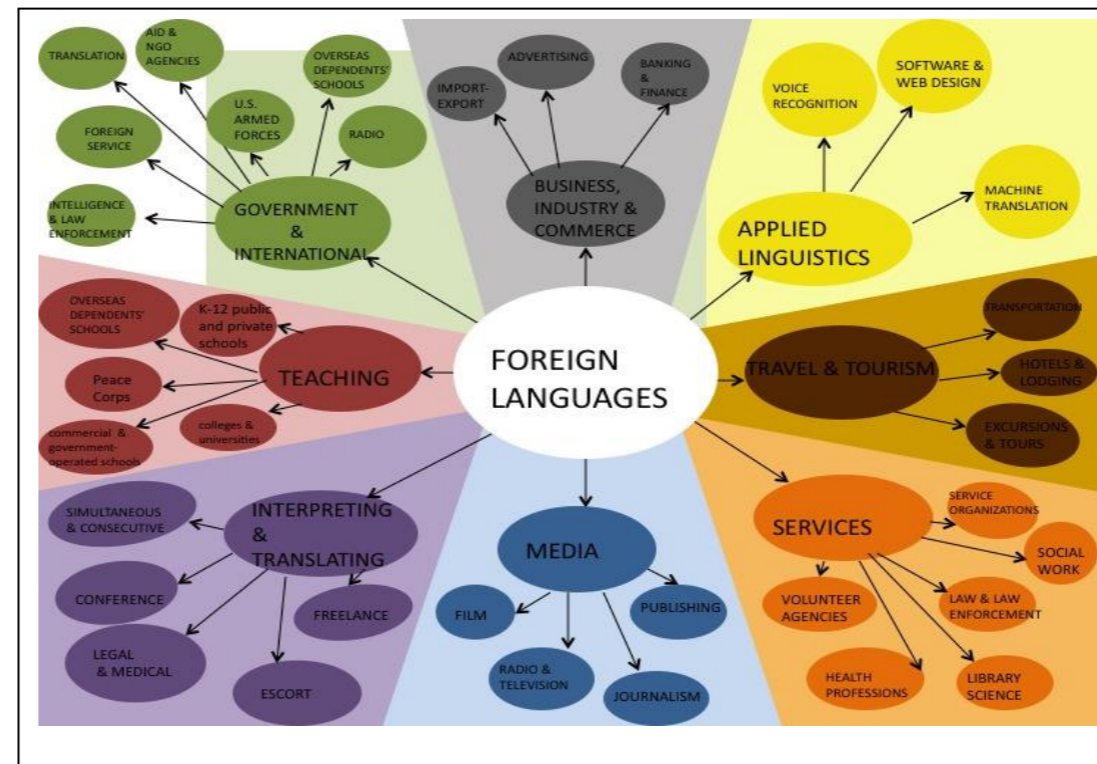 FOREIGN
LANGUAGES
GOVERNMENT
&
INTERNATIONAL
TRANSLATION
AID &
NGO
AGENCIES
OVERSEAS
DEPENDENTS'
SCHOOLS
U.S.
ARMED
FORCES
RADIO
FOREIGN
SERVICE
INTELLIGENCE
& LAW
ENFORCEMENT
BUSINESS,
INDUSTRY &
COMMERCE
IMPORT-
EXPORT
ADVERTISING
BANKING
&
FINANCE
APPLIED
LINGUISTICS
VOICE
RECOGNITION
SOFTWARE &
WEB DESIGN
MACHINE
TRANSLATION
TEACHING
OVERSEAS
DEPENDENTS'
SCHOOLS
K-12 public
and private
schools
Peace
Corps
commercial &
government-
operated schools
colleges &
universities
TRAVEL & TOURISM
TRANSPORTATION
HOTELS &
LODGING
EXCURSIONS
& TOURS
INTERPRETING
&
TRANSLATING
SIMULTANEOUS
& CONSECUTIVE
CONFERENCE
LEGAL
& MEDICAL
ESCORT
FREELANCE
MEDIA
FILM
RADIO &
TELEVISION
JOURNALISM
PUBLISHING
SERVICES
SERVICE
ORGANIZATIONS
SOCIAL
WORK
VOLUNTEER
AGENCIES
LAW & LAW
ENFORCEMENT
HEALTH
PROFESSIONS
LIBRARY
SCIENCE